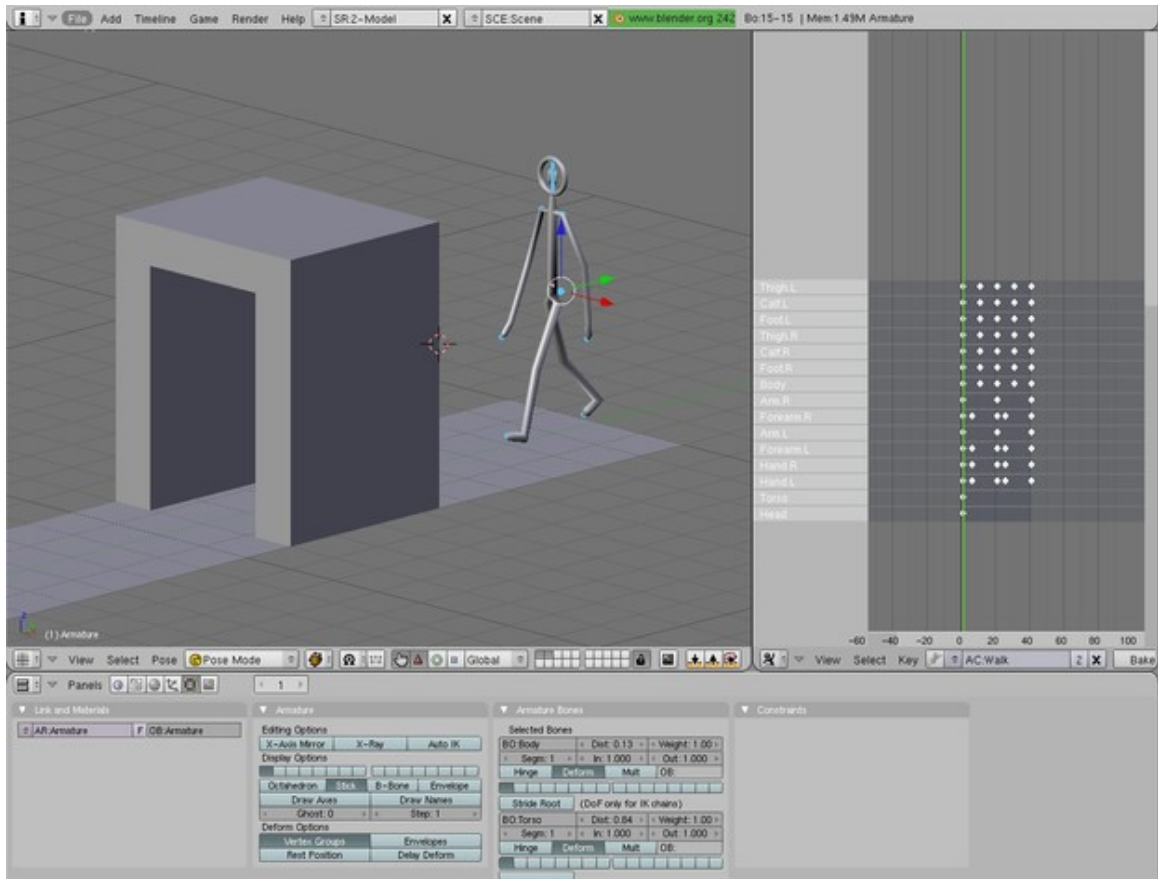 File Add Timeline Game Render Help SR:2-Model X SCE:Scene X www.blender.org 242 Bo:15-15 | Mem:1.49M Armature
Thigh.L
Calf.L
Foot.L
Thigh.R
Calf.R
Foot.R
Body
Arm.R
Forearm.R
Arm.L
Forearm.L
Hand.R
Hand.L
Torso
Head
-60 -40 -20 0 20 40 60 80 100
(1) Armature
View Select Pose Pose Mode Global
View Select Key AC:Walk 2 X Bake
Panels 1
Link and Materials
AR:Armature F OB:Armature
Armature
Editing Options
X-Axis Mirror X-Ray Auto IK
Display Options
Octahedron Stick B-Bone Envelope
Draw Axes Draw Names
Ghost: 0 Step: 1
Deform Options
Vertex Groups Envelopes
Rest Position Delay Deform
Armature Bones
Selected Bones
BO:Body Dist: 0.13 Weight: 1.00
Segm: 1 In: 1.000 Out: 1.000
Hinge Deform Mult OB:
Stride Root (DoF only for IK chains)
BO:Torso Dist: 0.84 Weight: 1.00
Segm: 1 In: 1.000 Out: 1.000
Hinge Deform Mult OB:
Constraints